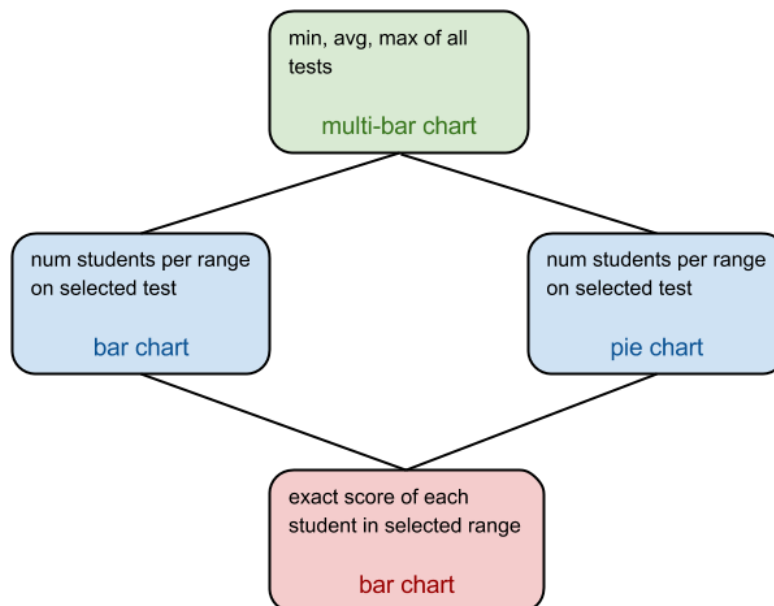 min, avg, max of all
tests
multi-bar chart
num students per range
on selected test
bar chart
num students per range
on selected test
pie chart
exact score of each
student in selected range
bar chart